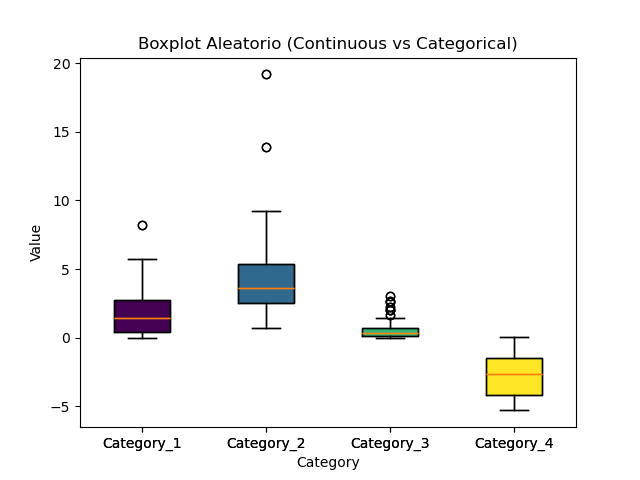 Boxplot Aleatorio (Continuous vs Categorical)
20
15
10
5
0
−5
Value
Category_1 Category_2 Category_3 Category_4
Category